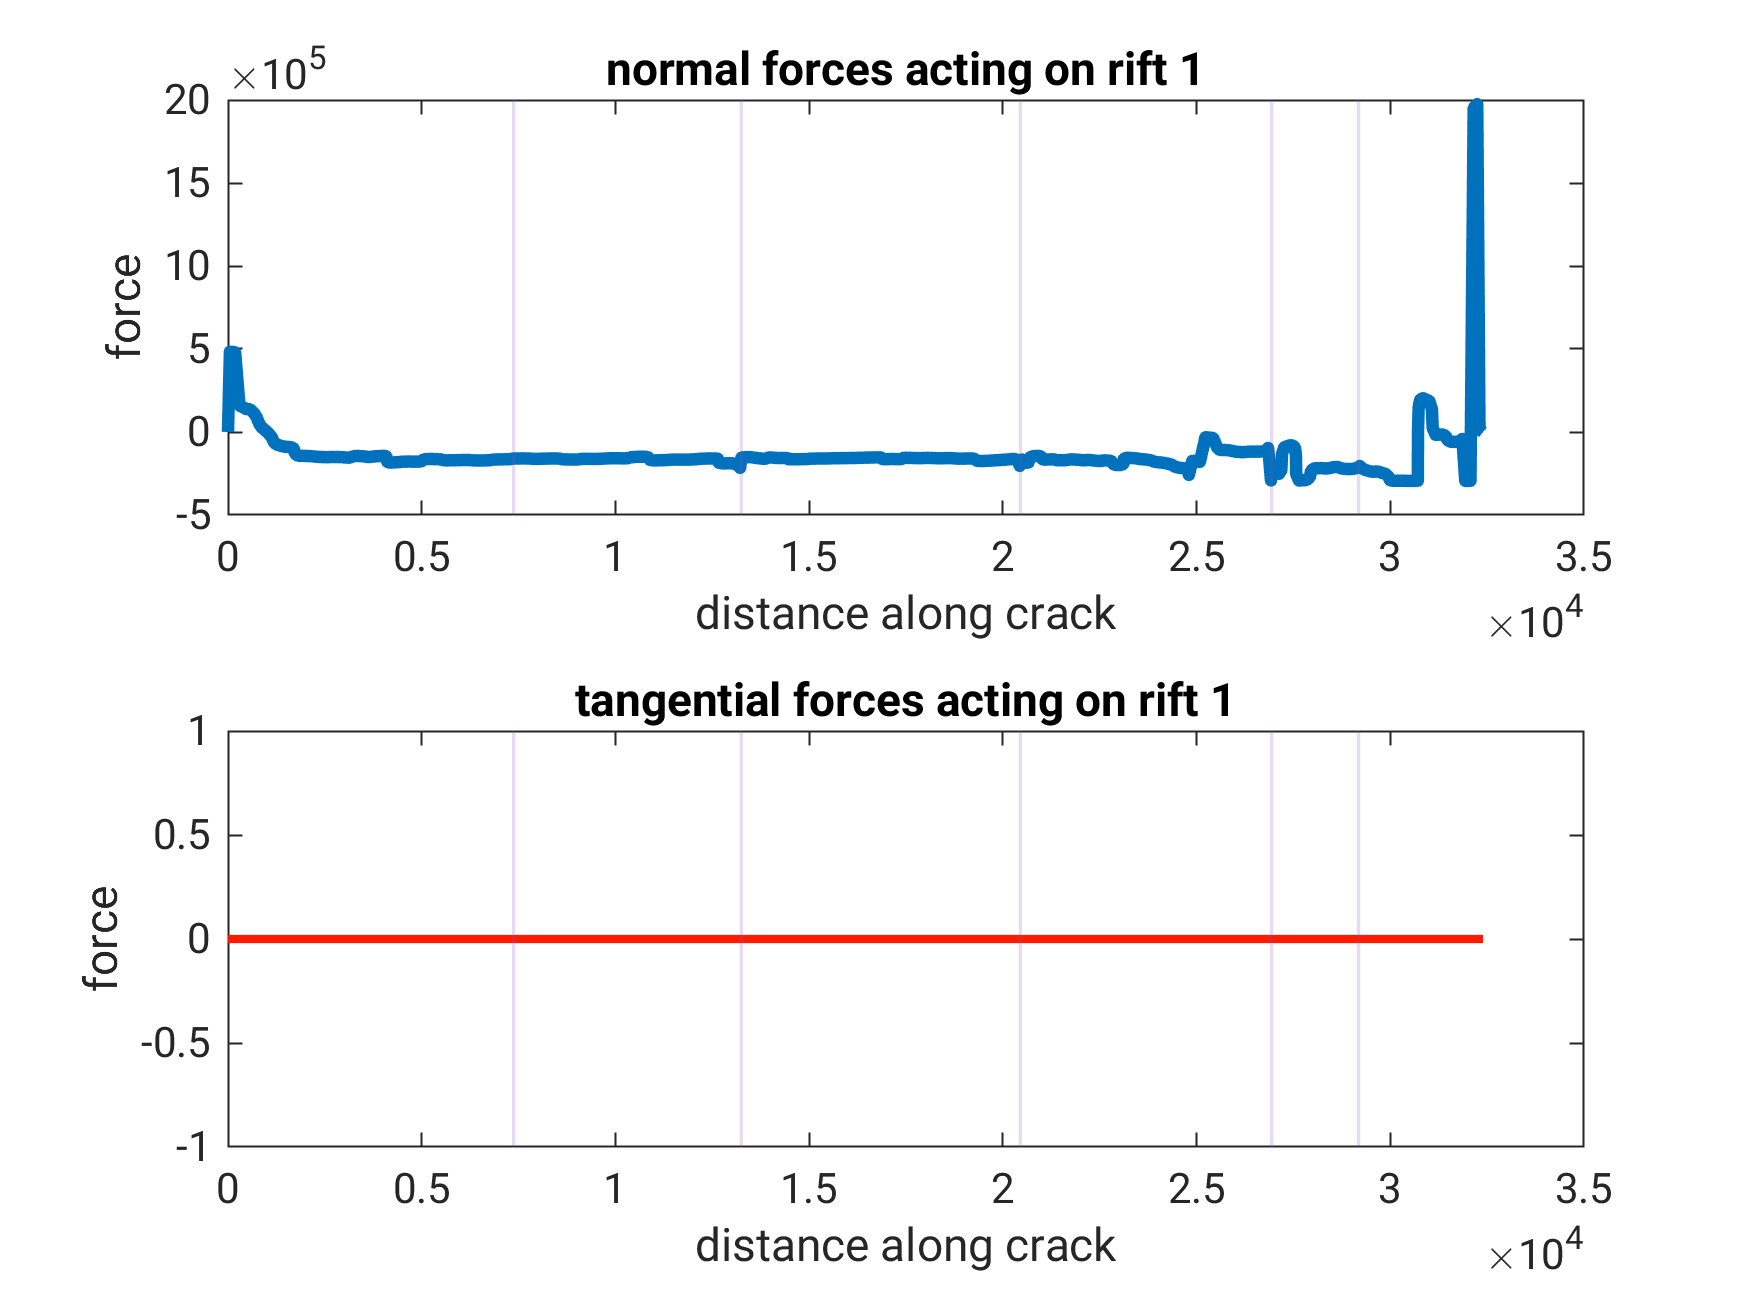 ×10^5
normal forces acting on rift 1
20
15
10
5
0
-5
force
0 0.5 1 1.5 2 2.5 3 3.5
distance along crack
×10^4
tangential forces acting on rift 1
1
0.5
0
-0.5
-1
force
0 0.5 1 1.5 2 2.5 3 3.5
distance along crack
×10^4